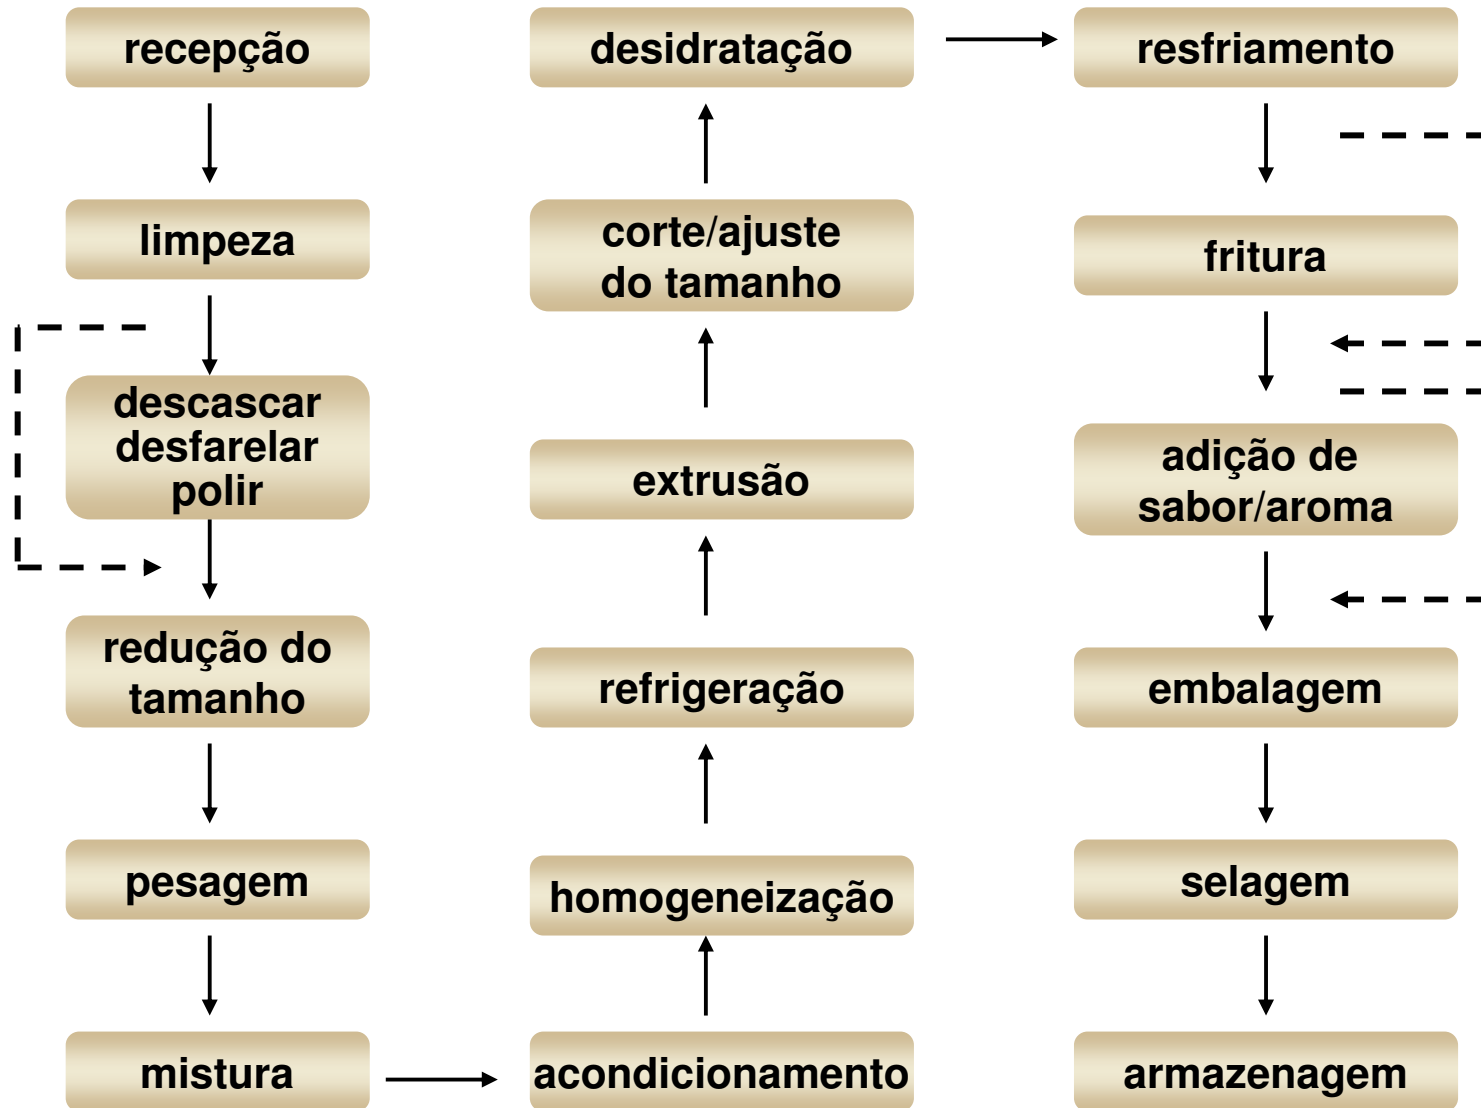 recepção
limpeza
descascar
desfarelar
polir
redução do
tamanho
pesagem
mistura
acondicionamento
homogeneização
refrigeração
extrusão
corte/ajuste
do tamanho
desidratação
resfriamento
fritura
adição de
sabor/aroma
embalagem
selagem
armazenagem